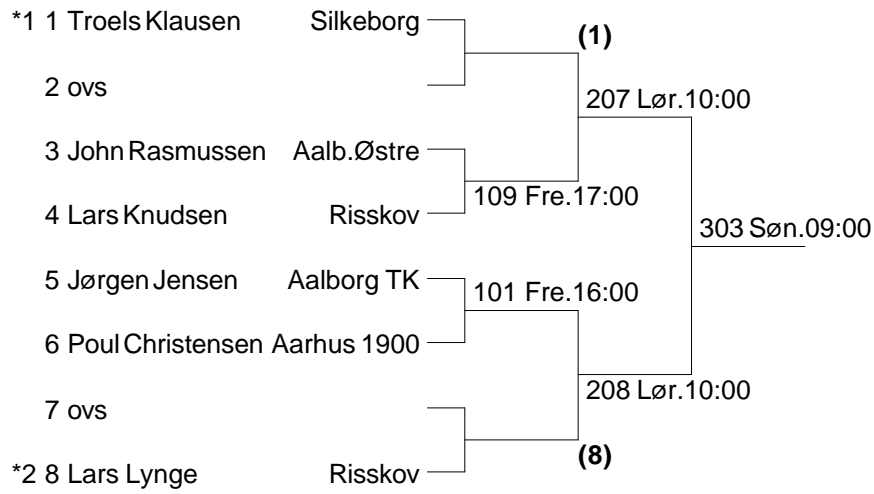 *1 1 Troels Klausen Silkeborg
(1)
2 ovs
207 Lør.10:00
3 John Rasmussen Aalb.Østre
109 Fre.17:00
4 Lars Knudsen Risskov
303 Søn.09:00
5 Jørgen Jensen Aalborg TK
101 Fre.16:00
6 Poul Christensen Aarhus 1900
208 Lør.10:00
7 ovs
(8)
*2 8 Lars Lynge Risskov